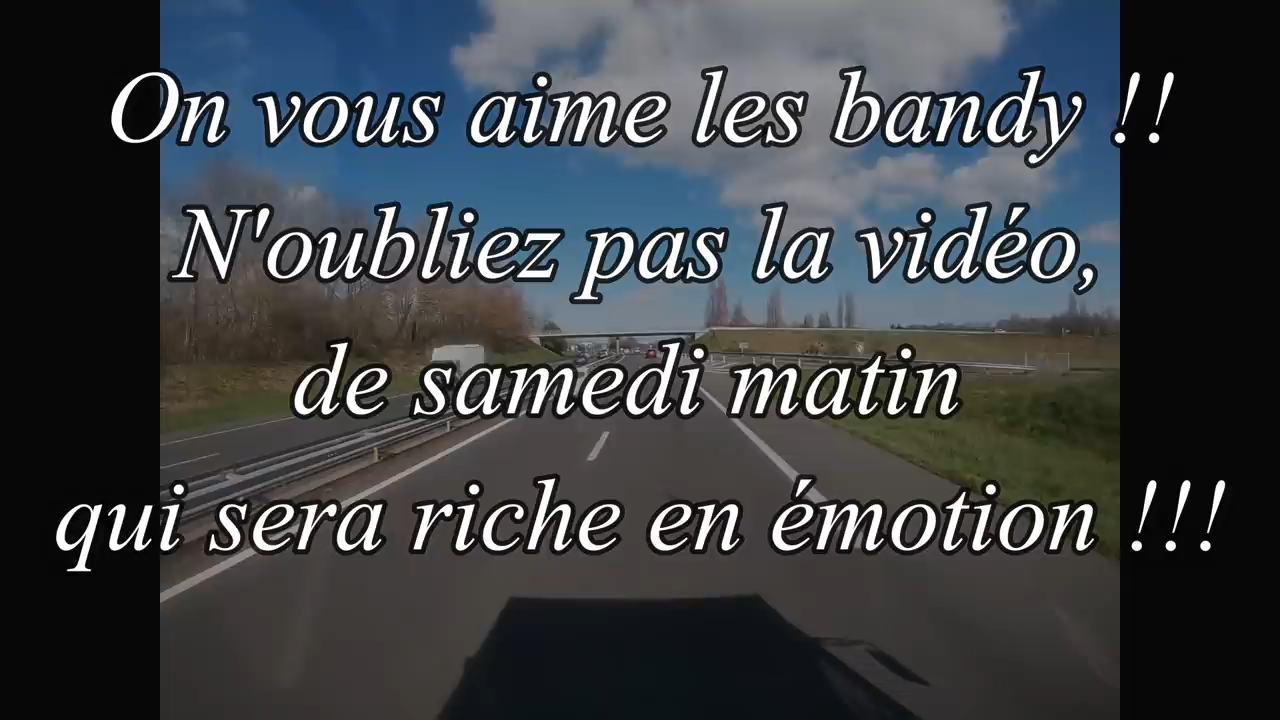 On vous aime les bandy !!
N'oubliez pas la vidéo,
de samedi matin
qui sera riche en émotion !!!